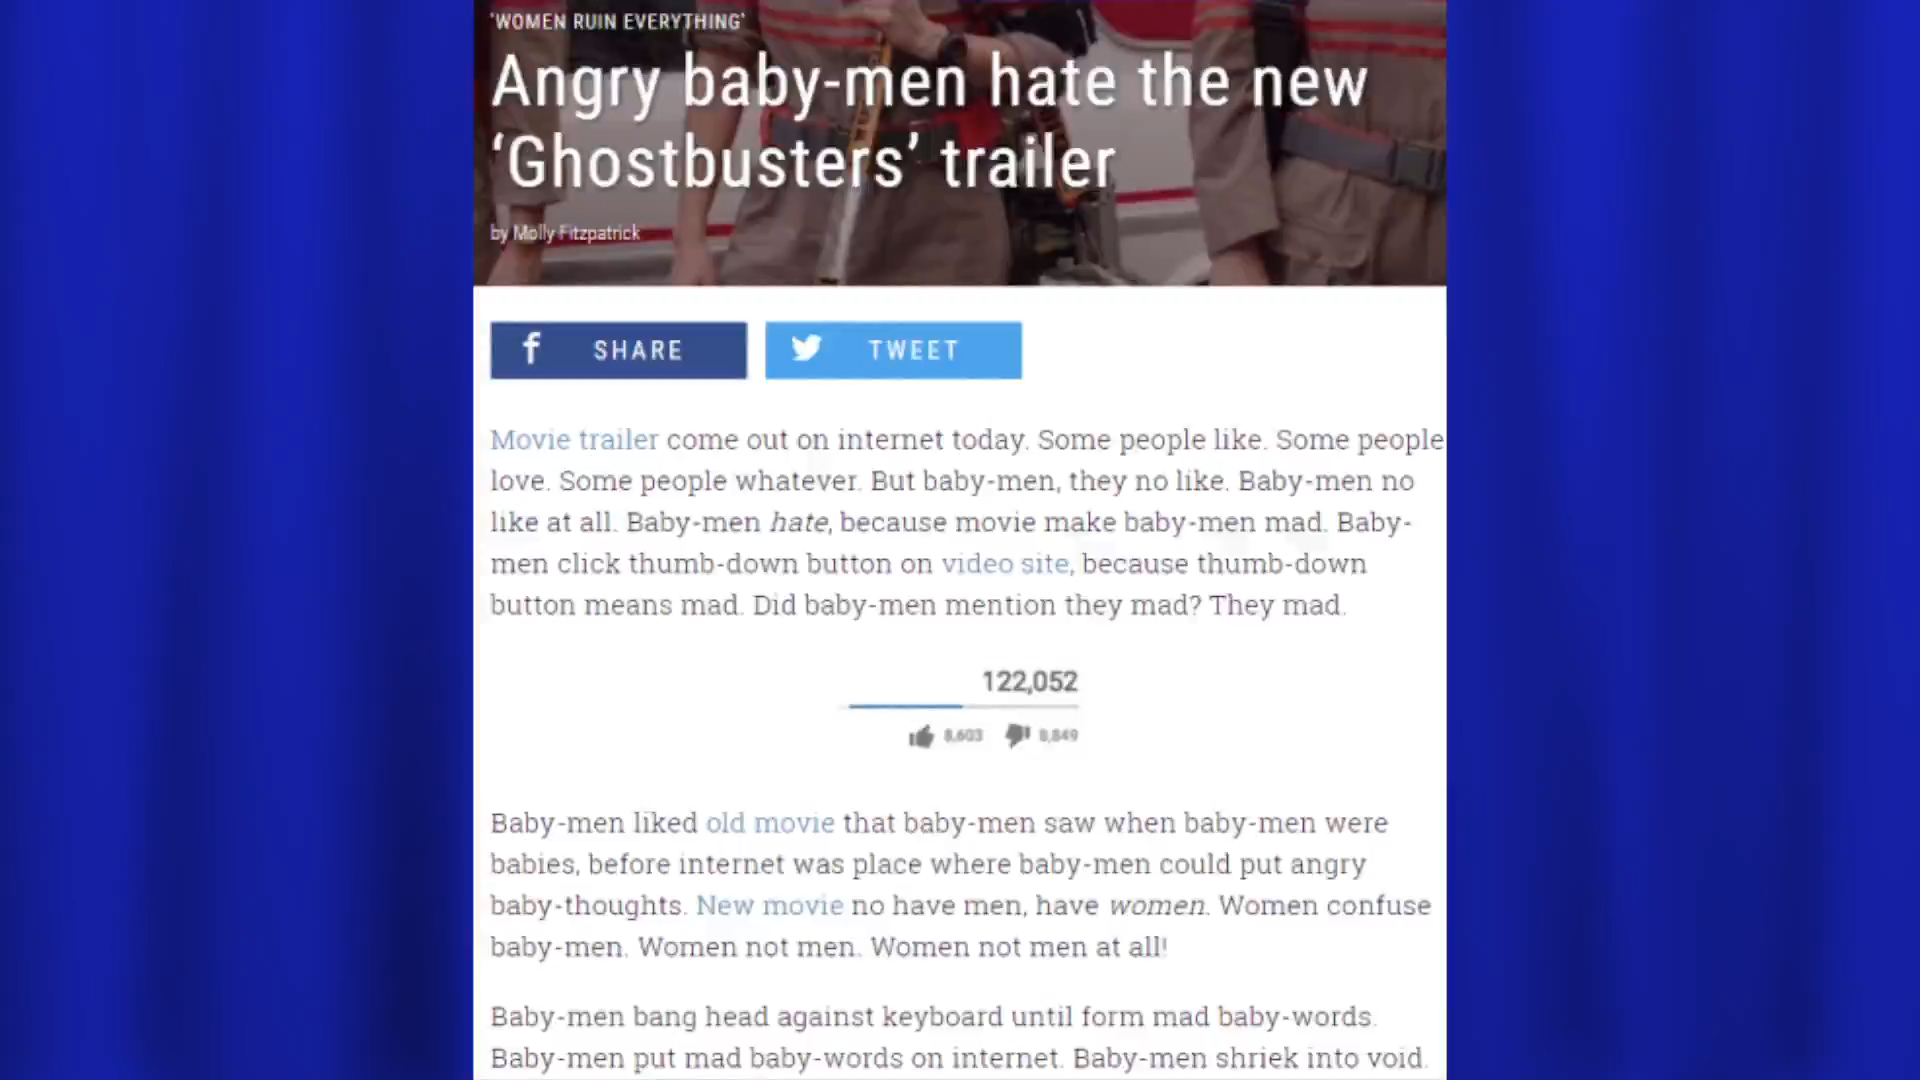 'WOMEN RUIN EVERYTHING'
Angry baby-men hate the new
‘Ghostbusters’ trailer
by Molly Fitzpatrick
f SHARE TWEET
Movie trailer come out on internet today. Some people like. Some people
love. Some people whatever. But baby-men, they no like. Baby-men no
like at all. Baby-men hate, because movie make baby-men mad. Baby-
men click thumb-down button on video site, because thumb-down
button means mad. Did baby-men mention they mad? They mad.
122,052
8,603 8,849
Baby-men liked old movie that baby-men saw when baby-men were
babies, before internet was place where baby-men could put angry
baby-thoughts. New movie no have men, have women. Women confuse
baby-men. Women not men. Women not men at all!
Baby-men bang head against keyboard until form mad baby-words.
Baby-men put mad baby-words on internet. Baby-men shriek into void.